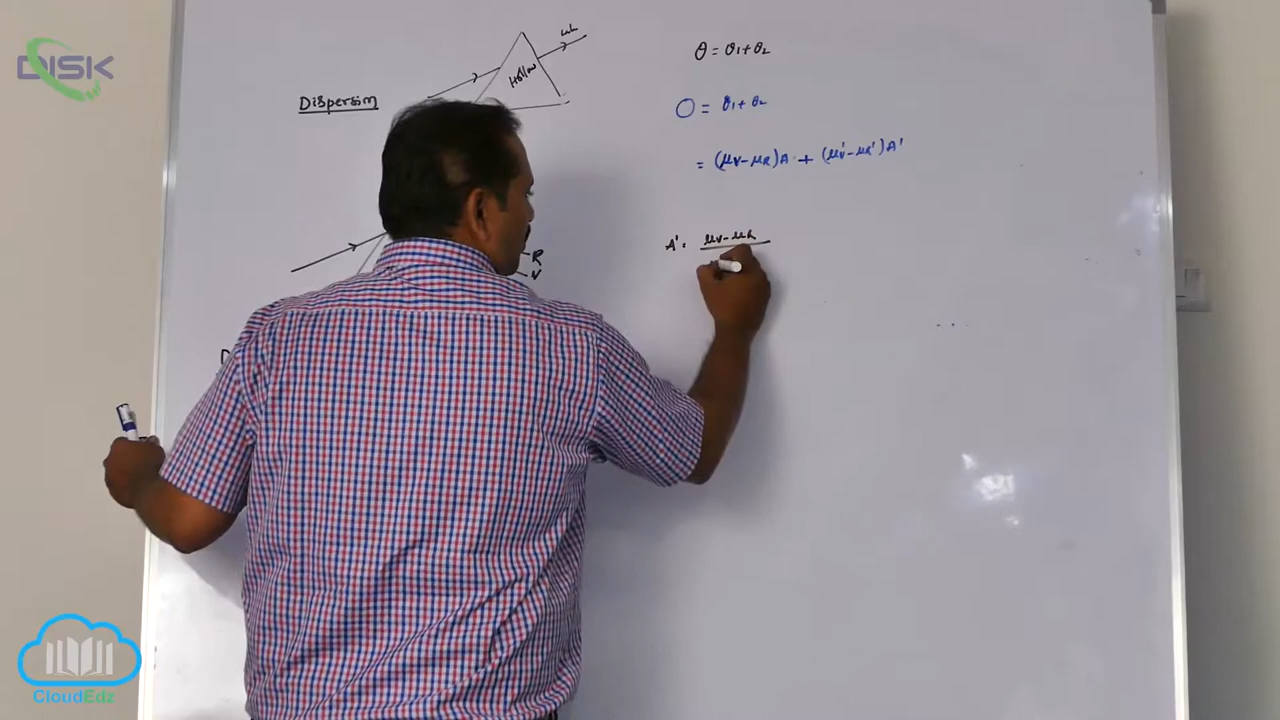 DISK
Dispersion
Hollow
θ = θ₁+θ₂
O = θ₁+θ₂
= (μv-μR)A + (μv'-μR')A'
A' = μv-μR
R
V
CloudEdz